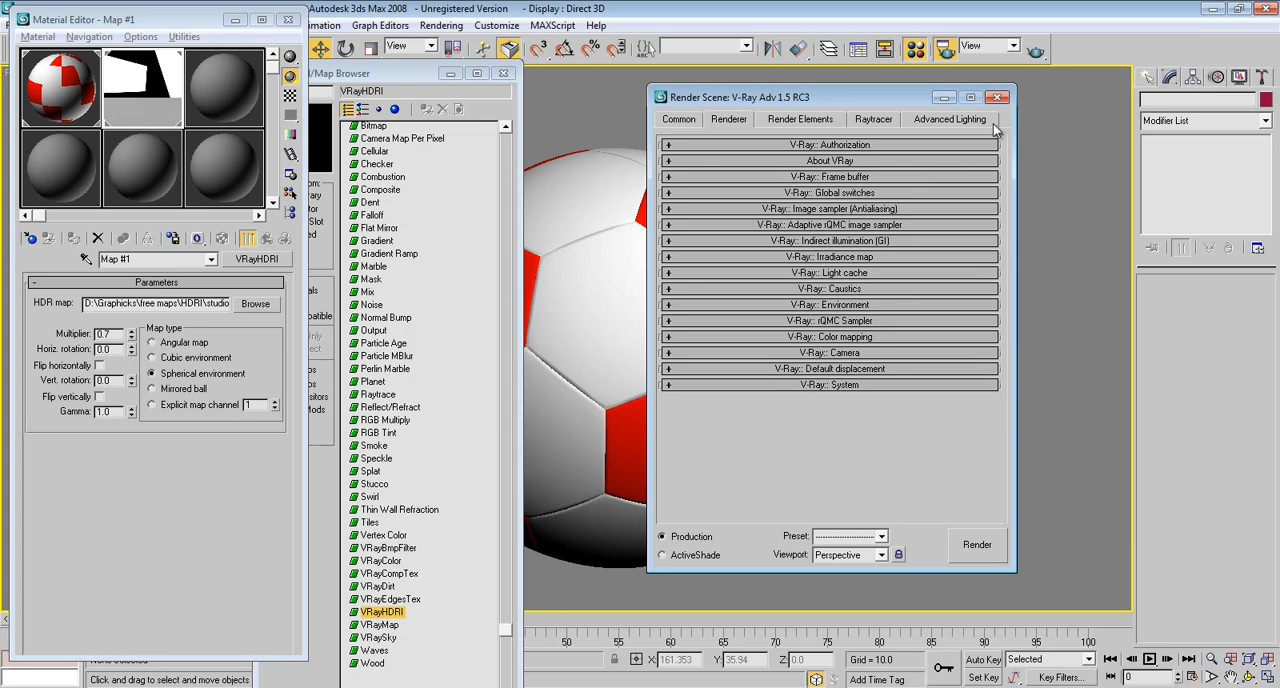 Material Editor - Map #1
Material Navigation Options Utilities
Map #1
VRayHDRI
Parameters
HDR map: D:\Graphicks\free maps\HDRI\studio Browse
Multiplier: 0.7
Horiz. rotation: 0.0
Flip horizontally
Vert. rotation: 0.0
Flip vertically
Gamma: 1.0
Map type
Angular map
Cubic environment
Spherical environment
Mirrored ball
Explicit map channel 1
Autodesk 3ds Max 2008 - Unregistered Version - Display : Direct 3D
Graph Editors Rendering Customize MAXScript Help
View
View
/Map Browser
VRayHDRI
Bitmap
Camera Map Per Pixel
Cellular
Checker
Combustion
Composite
Dent
Falloff
Flat Mirror
Gradient
Gradient Ramp
Marble
Mask
Mix
Noise
Normal Bump
Output
Particle Age
Particle MBlur
Perlin Marble
Planet
Raytrace
Reflect/Refract
RGB Multiply
RGB Tint
Smoke
Speckle
Splat
Stucco
Swirl
Thin Wall Refraction
Tiles
Vertex Color
VRayBmpFilter
VRayColor
VRayCompTex
VRayDirt
VRayEdgesTex
VRayHDRI
VRayMap
VRaySky
Waves
Wood
Render Scene: V-Ray Adv 1.5 RC3
Common Renderer Render Elements Raytracer Advanced Lighting
+ V-Ray:: Authorization
+ About VRay
+ V-Ray:: Frame buffer
+ V-Ray:: Global switches
+ V-Ray:: Image sampler (Antialiasing)
+ V-Ray:: Adaptive rQMC image sampler
+ V-Ray:: Indirect illumination (GI)
+ V-Ray:: Irradiance map
+ V-Ray:: Light cache
+ V-Ray:: Caustics
+ V-Ray:: Environment
+ V-Ray:: rQMC Sampler
+ V-Ray:: Color mapping
+ V-Ray:: Camera
+ V-Ray:: Default displacement
+ V-Ray:: System
Production
ActiveShade
Preset: --------------------
Viewport: Perspective
Render
Modifier List
50 55 60 65 70 75 80 85 90 95 100
X: 161.353 Y: 35.94 Z: 0.0 Grid = 10.0
Add Time Tag
Auto Key Selected
Set Key Key Filters...
0
Click and drag to select and move objects